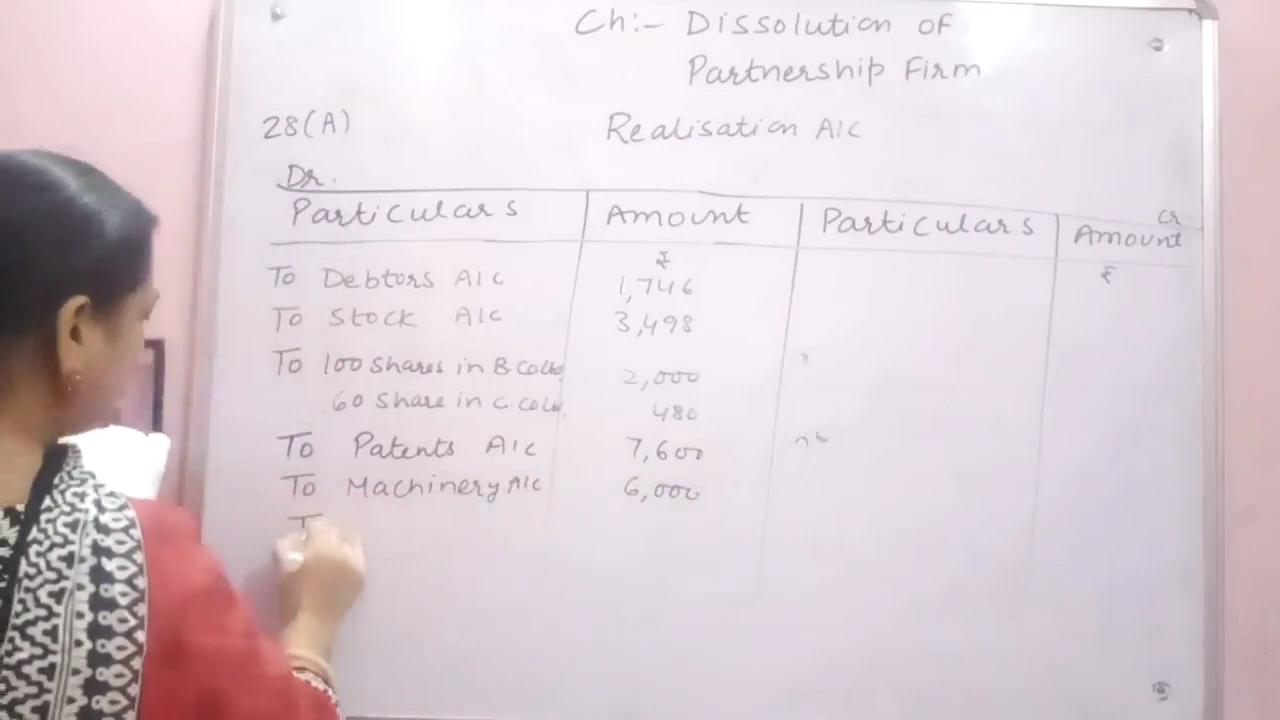 Ch:- Dissolution of
Partnership Firm
28(A)
Realisation A/c
Dr.
Cr
Particulars Amount Particulars Amount
₹ ₹
To Debtors A/c 1,746
To Stock A/c 3,498
To 100 Shares in B Co Ltd. 2,000
60 Share in C. Co Ltd. 480
To Patents A/c 7,600
To Machinery A/c 6,000
T